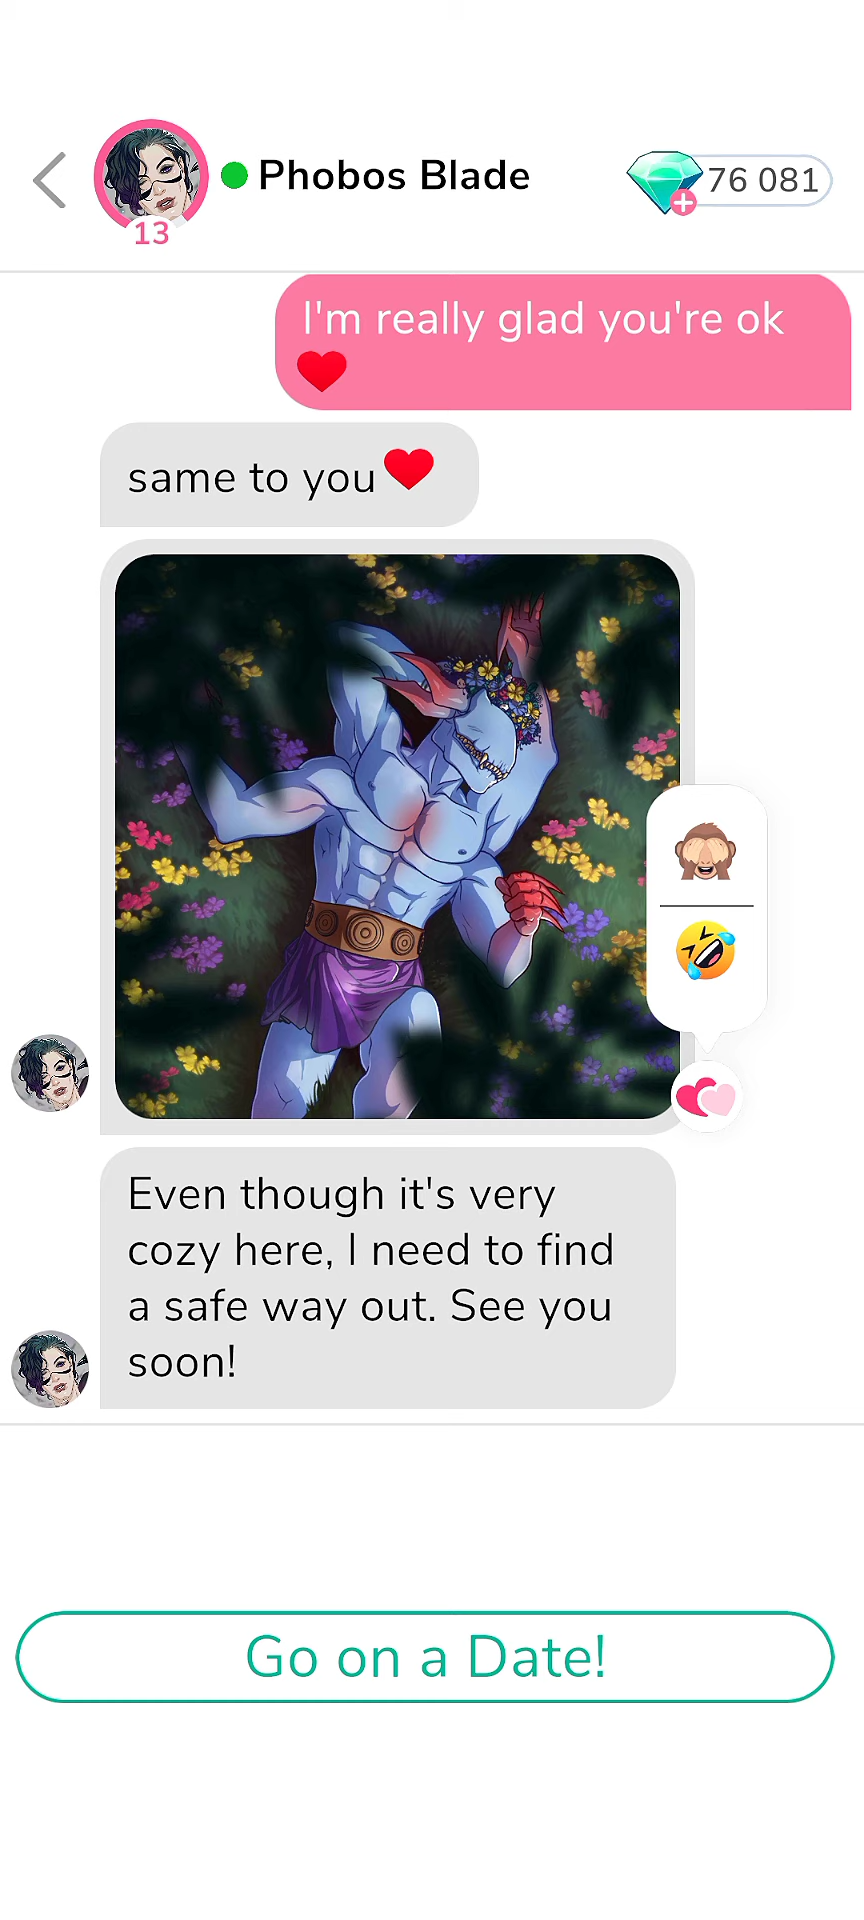 Phobos Blade
76 081
13
I'm really glad you're ok
❤️
same to you❤️
Even though it's very
cozy here, I need to find
a safe way out. See you
soon!
Go on a Date!